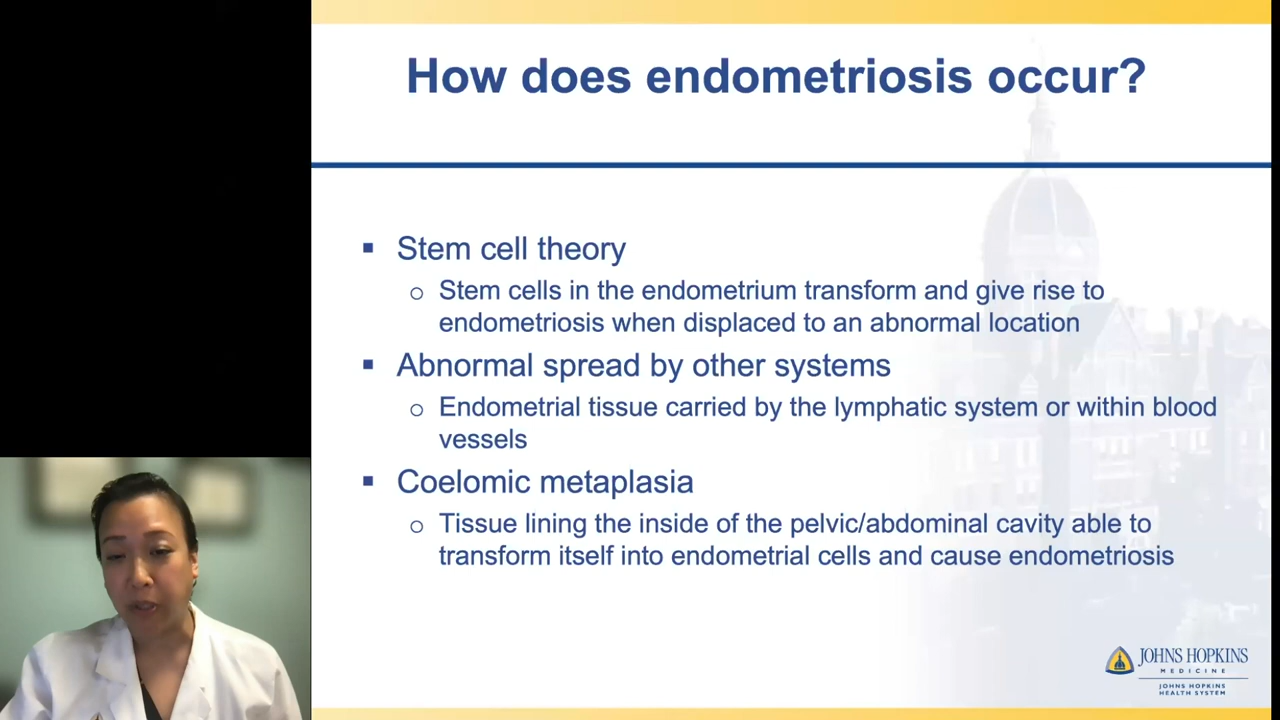 How does endometriosis occur?
▪ Stem cell theory
o Stem cells in the endometrium transform and give rise to
endometriosis when displaced to an abnormal location
▪ Abnormal spread by other systems
o Endometrial tissue carried by the lymphatic system or within blood
vessels
▪ Coelomic metaplasia
o Tissue lining the inside of the pelvic/abdominal cavity able to
transform itself into endometrial cells and cause endometriosis
JOHNS HOPKINS
MEDICINE
JOHNS HOPKINS
HEALTH SYSTEM